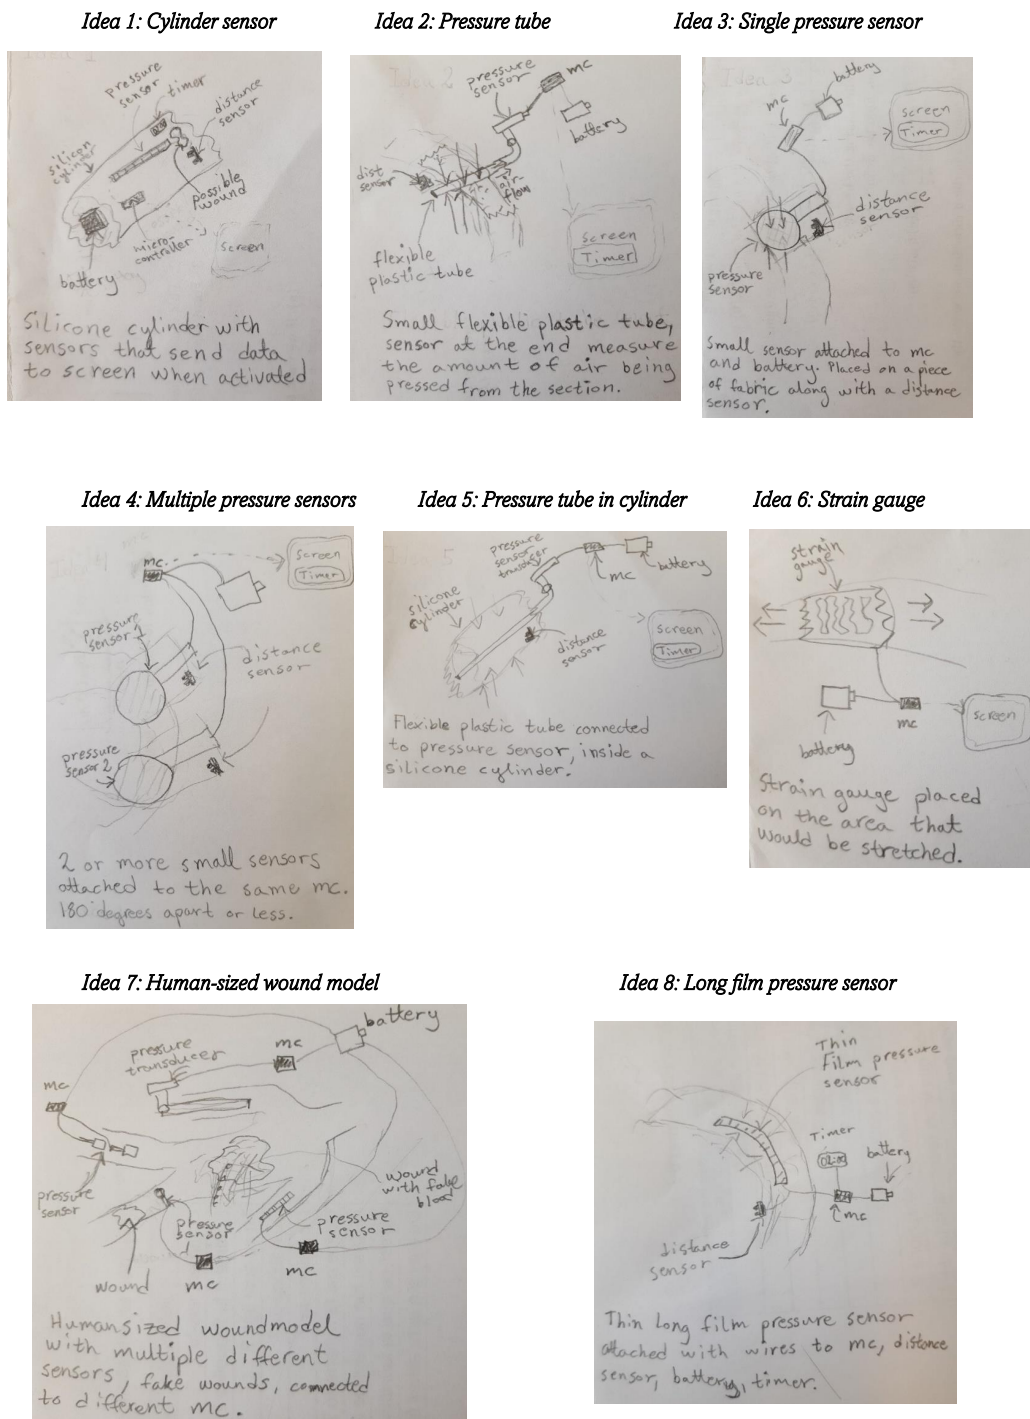 Idea 1: Cylinder sensor
pressure
sensor
timer
distance
sensor
silicon
cylinder
possible
wound
micro-
controller
screen
battery
Silicone cylinder with
sensors that send data
to screen when activated
Idea 2: Pressure tube
Idea 2
pressure
sensor
mc
battery
dist
sensor
air-
flow
flexible
plastic tube
screen
Timer
Small flexible plastic tube,
sensor at the end measure
the amount of air being
pressed from the section.
Idea 3: Single pressure sensor
Idea 3
battery
mc
screen
Timer
distance
sensor
pressure
sensor
Small sensor attached to mc
and battery. Placed on a piece
of fabric along with a distance
sensor.
Idea 4: Multiple pressure sensors
mc
screen
Timer
pressure
sensor 1
distance
sensor
pressure
sensor 2
2 or more small sensors
attached to the same mc.
180 degrees apart or less.
Idea 5: Pressure tube in cylinder
pressure
sensor
battery
mc
silicone
cylinder
distance
sensor
screen
Timer
Flexible plastic tube connected
to pressure sensor, inside a
silicone cylinder.
Idea 6: Strain gauge
strain
gauge
battery
mc
screen
Strain gauge placed
on the area that
would be stretched.
Idea 7: Human-sized wound model
battery
pressure
transducer
mc
mc
pressure
sensor
wound
with fake
blood
pressure
sensor
pressure
sensor
wound
mc
mc
Humansized woundmodel
with multiple different
sensors, fake wounds, connected
to different mc.
Idea 8: Long film pressure sensor
Thin
film pressure
sensor
Timer
battery
mc
distance
sensor
Thin Long film pressure sensor
attached with wires to mc, distance
sensor, battery, timer.